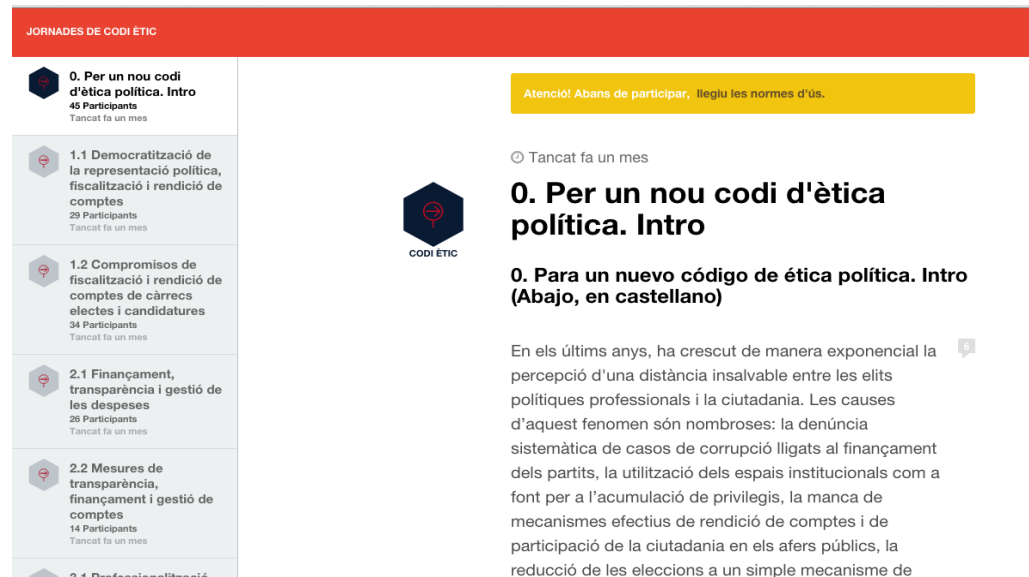 JORNADES DE CODI ÈTIC
0. Per un nou codi
d'ètica política. Intro
45 Participants
Tancat fa un mes
1.1 Democratització de
la representació política,
fiscalització i rendició de
comptes
29 Participants
Tancat fa un mes
1.2 Compromisos de
fiscalització i rendició de
comptes de càrrecs
electes i candidatures
34 Participants
Tancat fa un mes
2.1 Finançament,
transparència i gestió de
les despeses
26 Participants
Tancat fa un mes
2.2 Mesures de
transparència,
finançament i gestió de
comptes
14 Participants
Tancat fa un mes
3.1 Professionalització
Atenció! Abans de participar, llegiu les normes d'ús.
Tancat fa un mes
CODI ÈTIC
0. Per un nou codi d'ètica
política. Intro
0. Para un nuevo código de ética política. Intro
(Abajo, en castellano)
En els últims anys, ha crescut de manera exponencial la
6
percepció d'una distància insalvable entre les elits
polítiques professionals i la ciutadania. Les causes
d’aquest fenomen són nombroses: la denúncia
sistemàtica de casos de corrupció lligats al finançament
dels partits, la utilització dels espais institucionals com a
font per a l’acumulació de privilegis, la manca de
mecanismes efectius de rendició de comptes i de
participació de la ciutadania en els afers públics, la
reducció de les eleccions a un simple mecanisme de